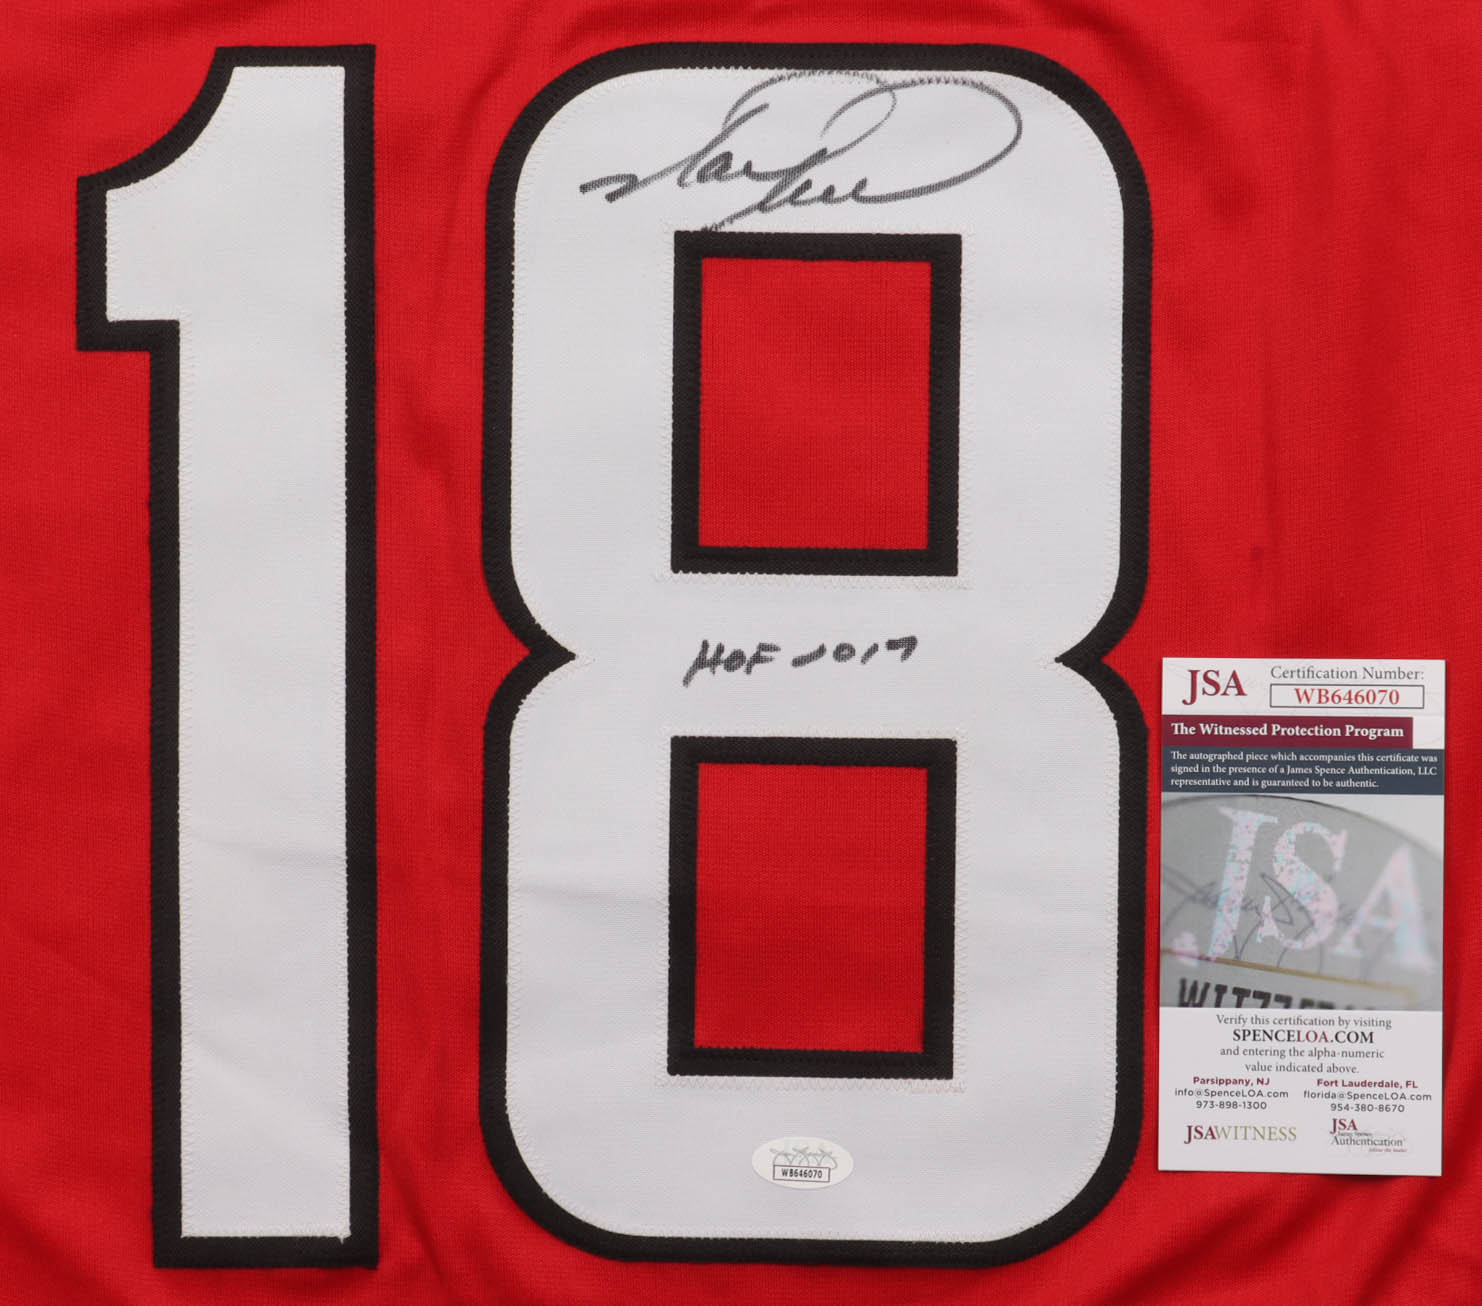 18
HOF 2017
JSA
Certification Number:
WB646070
The Witnessed Protection Program
The autographed piece which accompanies this certificate was
signed in the presence of a James Spence Authentication, LLC
representative and is guaranteed to be authentic.
JSA
Verify this certification by visiting
SPENCELOA.COM
and entering the alpha-numeric
value indicated above.
Parsippany, NJ
info@SpenceLOA.com
973-898-1300
Fort Lauderdale, FL
florida@SpenceLOA.com
954-380-8670
JSAWITNESS
JSA
James Spence
Authentication
WB646070